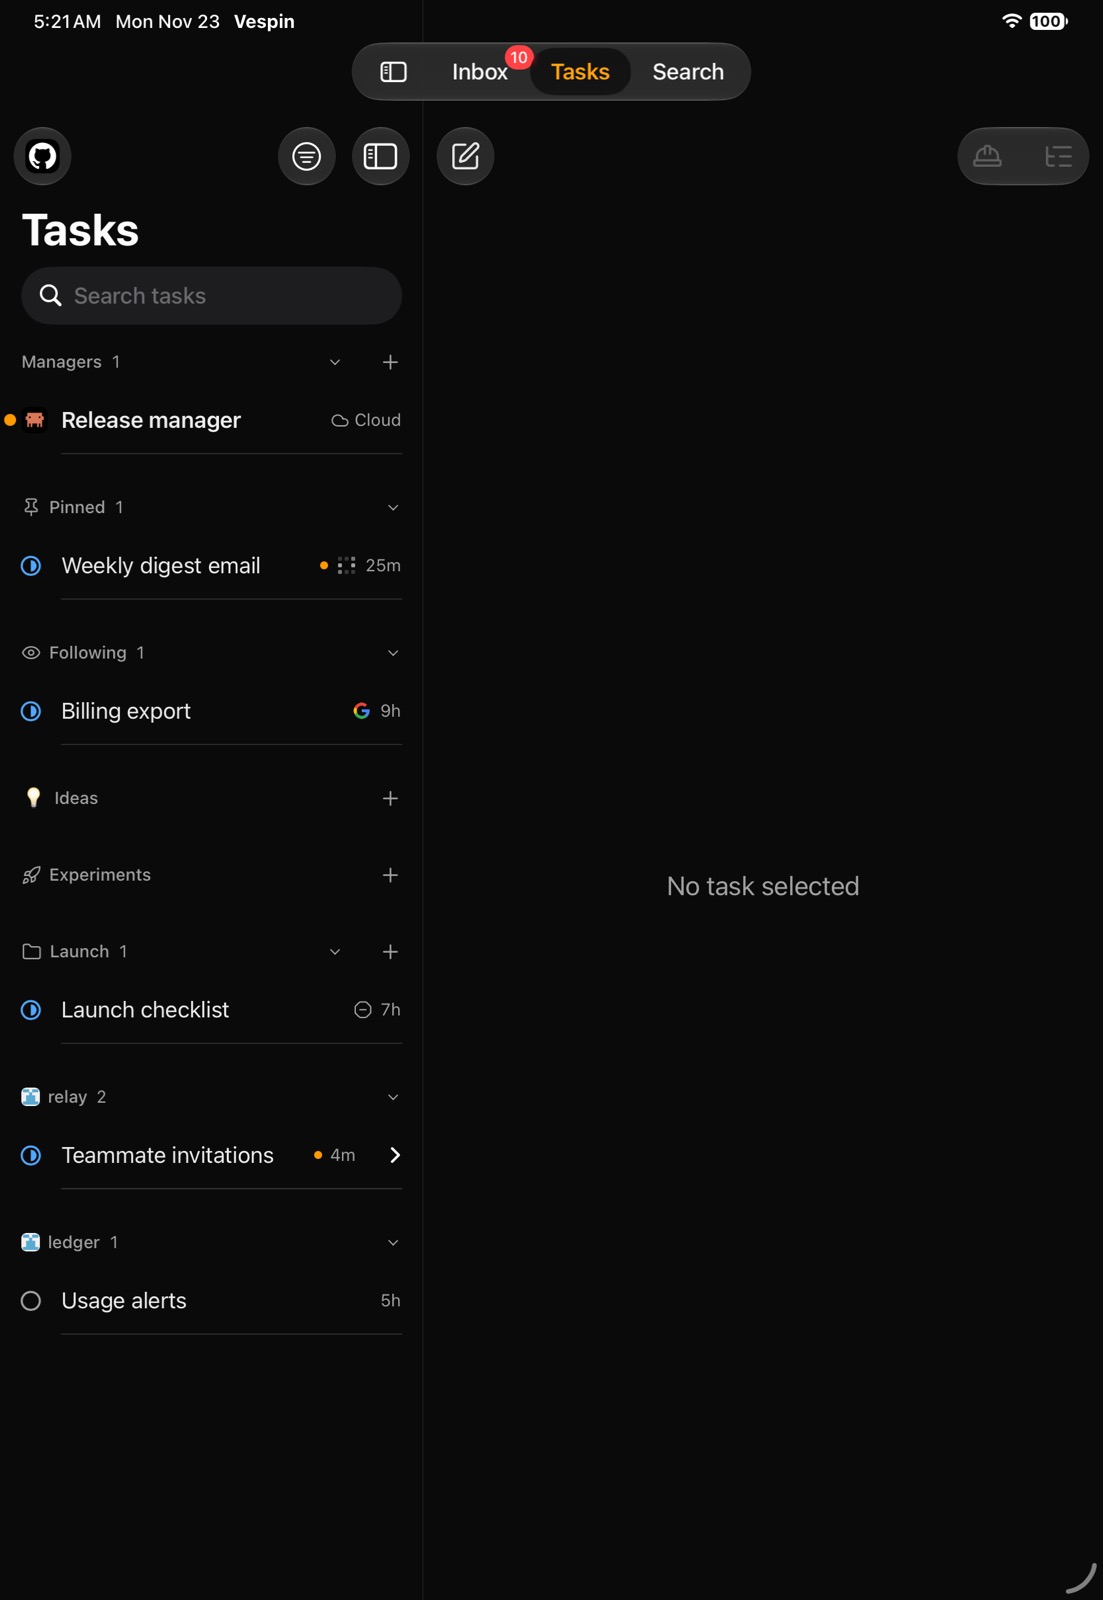 5:21 AM Mon Nov 23 Vespin
100
Inbox 10 Tasks Search
Tasks
Search tasks
Managers 1
Release manager Cloud
Pinned 1
Weekly digest email 25m
Following 1
Billing export 9h
Ideas
Experiments
No task selected
Launch 1
Launch checklist 7h
relay 2
Teammate invitations 4m
ledger 1
Usage alerts 5h